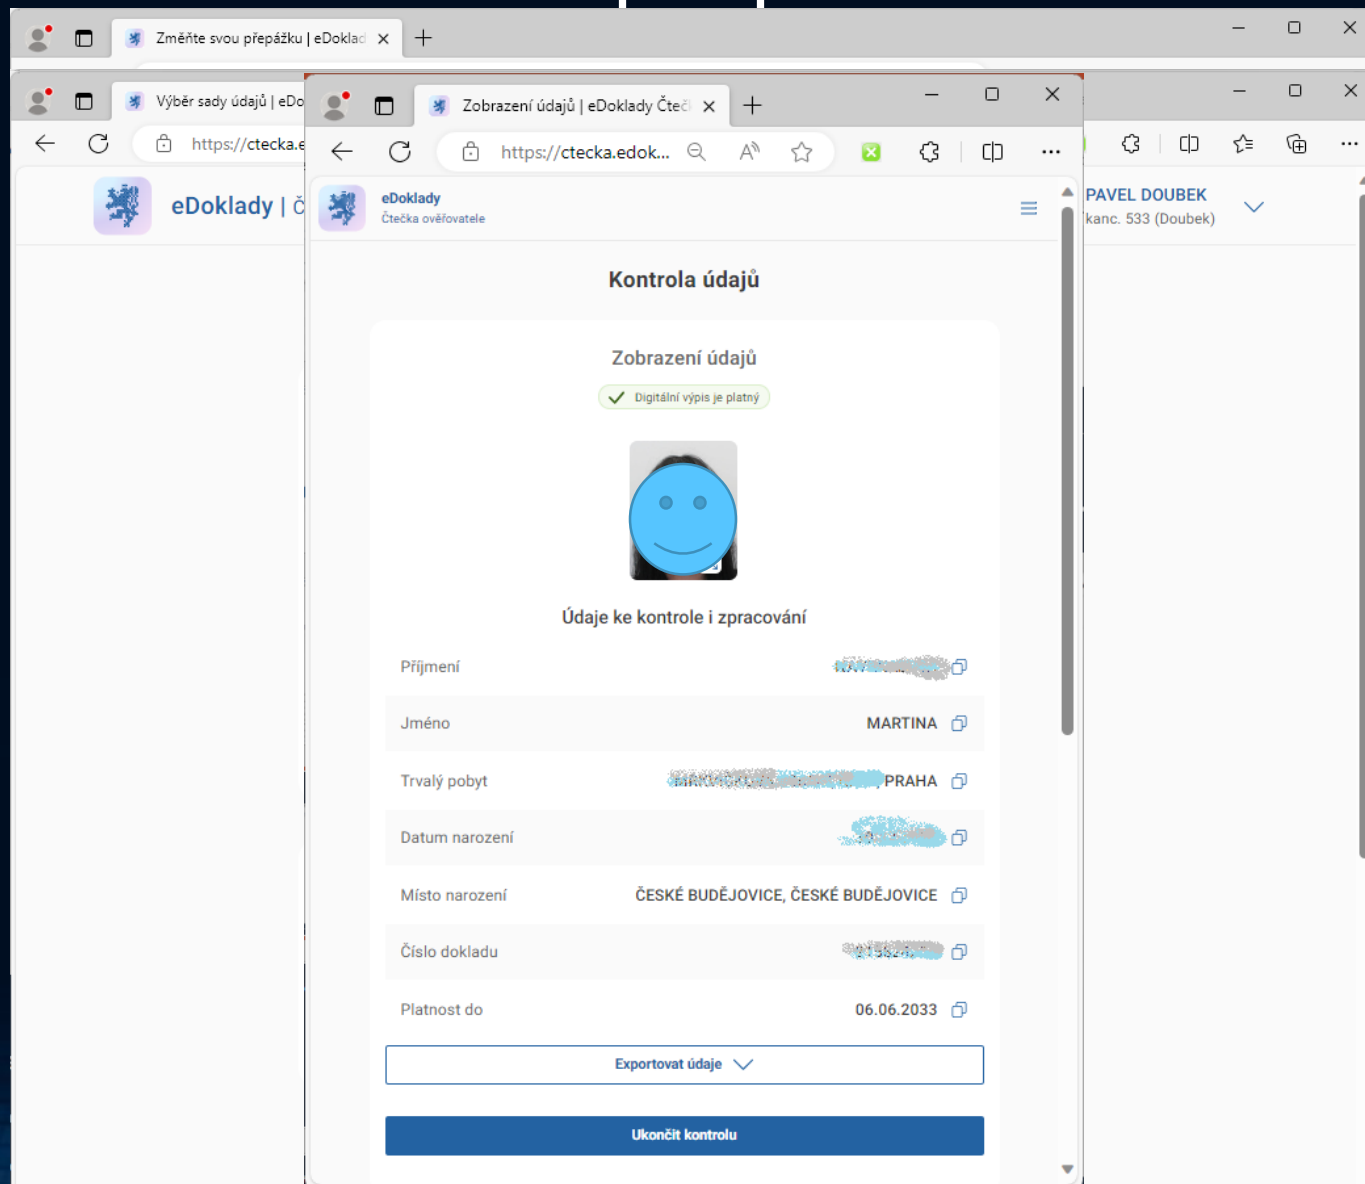 Změňte svou přepážku | eDoklad
Výběr sady údajů | eDo
Zobrazení údajů | eDoklady Čteč
https://ctecka.e
https://ctecka.edok...
eDoklady | Č
eDoklady
Čtečka ověřovatele
PAVEL DOUBEK
kanc. 533 (Doubek)
Kontrola údajů
Zobrazení údajů
Digitální výpis je platný
Údaje ke kontrole i zpracování
Příjmení
Jméno MARTINA
Trvalý pobyt , PRAHA
Datum narození
Místo narození ČESKÉ BUDĚJOVICE, ČESKÉ BUDĚJOVICE
Číslo dokladu
Platnost do 06.06.2033
Exportovat údaje
Ukončit kontrolu